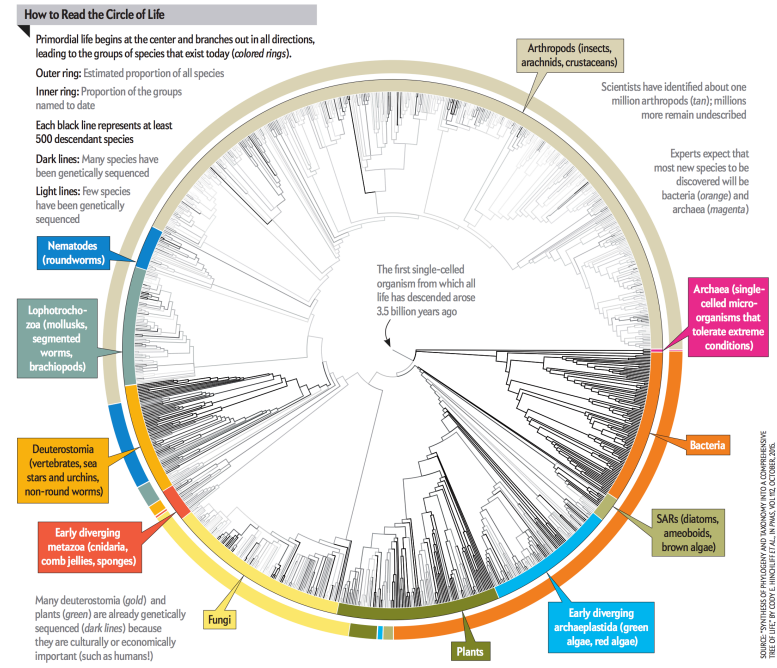 How to Read the Circle of Life
Primordial life begins at the center and branches out in all directions,
leading to the groups of species that exist today (colored rings).
Outer ring: Estimated proportion of all species
Inner ring: Proportion of the groups
named to date
Each black line represents at least
500 descendant species
Dark lines: Many species have
been genetically sequenced
Light lines: Few species
have been genetically
sequenced
Arthropods (insects,
arachnids, crustaceans)
Scientists have identified about one
million arthropods (tan); millions
more remain undescribed
Experts expect that
most new species to be
discovered will be
bacteria (orange) and
archaea (magenta)
Nematodes
(roundworms)
The first single-celled
organism from which all
life has descended arose
3.5 billion years ago
Archaea (single-
celled micro-
organisms that
tolerate extreme
conditions)
Lophotrocho-
zoa (mollusks,
segmented
worms,
brachiopods)
Bacteria
Deuterostomia
(vertebrates, sea
stars and urchins,
non-round worms)
SARs (diatoms,
ameoboids,
brown algae)
Early diverging
metazoa (cnidaria,
comb jellies, sponges)
Early diverging
archaeplastida (green
algae, red algae)
Fungi
Plants
Many deuterostomia (gold) and
plants (green) are already genetically
sequenced (dark lines) because
they are culturally or economically
important (such as humans!)
SOURCE: "SYNTHESIS OF PHYLOGENY AND TAXONOMY INTO A COMPREHENSIVE
TREE OF LIFE," BY CODY E. HINCHLIFF ET AL., IN PNAS, VOL. 112; OCTOBER, 2015.